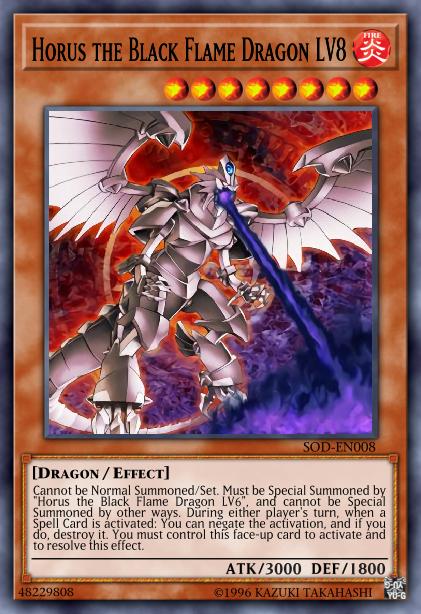 HORUS THE BLACK FLAME DRAGON LV8
FIRE
炎
SOD-EN008
[DRAGON / EFFECT]
Cannot be Normal Summoned/Set. Must be Special Summoned by
"Horus the Black Flame Dragon LV6", and cannot be Special
Summoned by other ways. During either player's turn, when a
Spell Card is activated: You can negate the activation, and if you
do, destroy it. You must control this face-up card to activate and
to resolve this effect.
ATK/3000 DEF/1800
48229808
©1996 KAZUKI TAKAHASHI